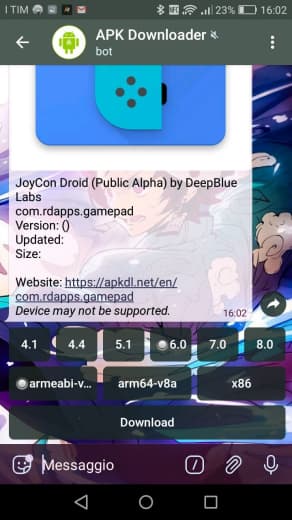 I TIM
23%
16:02
APK Downloader
bot
JoyCon Droid (Public Alpha) by DeepBlue
Labs
com.rdapps.gamepad
Version: ()
Updated:
Size:
Website: https://apkdl.net/en/
com.rdapps.gamepad
Device may not be supported.
16:02
4.1 4.4 5.1 6.0 7.0 8.0
armeabi-v... arm64-v8a x86
Download
Messaggio